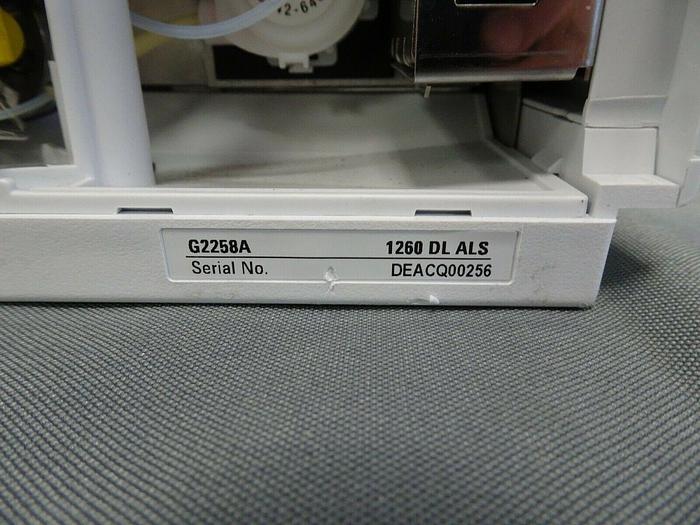 G2258A 1260 DL ALS
Serial No. DEACQ00256